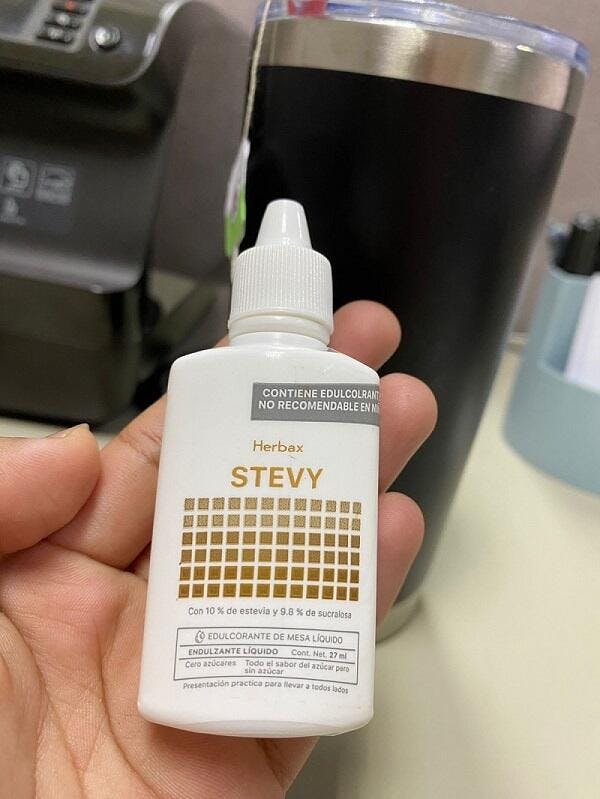 CONTIENE EDULCOLRANT
NO RECOMENDABLE EN
Herbax
STEVY
Con 10 % de estevia y 9.8 % de sucralosa
EDULCORANTE DE MESA LÍQUIDO
ENDULZANTE LÍQUIDO Cont. Net. 27 ml
Cero azúcares Todo el sabor del azúcar pero
sin azúcar
Presentación practica para llevar a todos lados